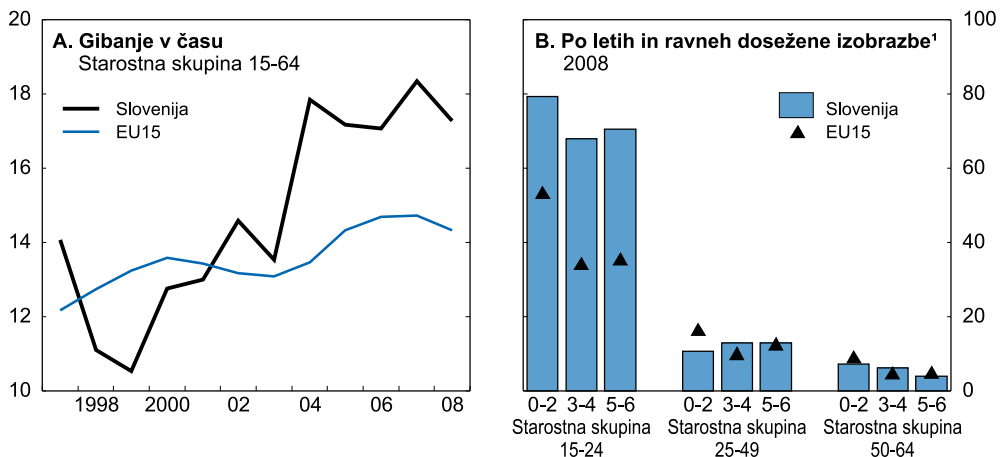 A. Gibanje v času
Starostna skupina 15-64
Slovenija
EU15
20
18
16
14
12
10
1998 2000 02 04 06 08
B. Po letih in ravneh dosežene izobrazbe¹
2008
Slovenija
EU15
100
80
60
40
20
0
0-2 3-4 5-6 0-2 3-4 5-6 0-2 3-4 5-6
Starostna skupina Starostna skupina Starostna skupina
15-24 25-49 50-64